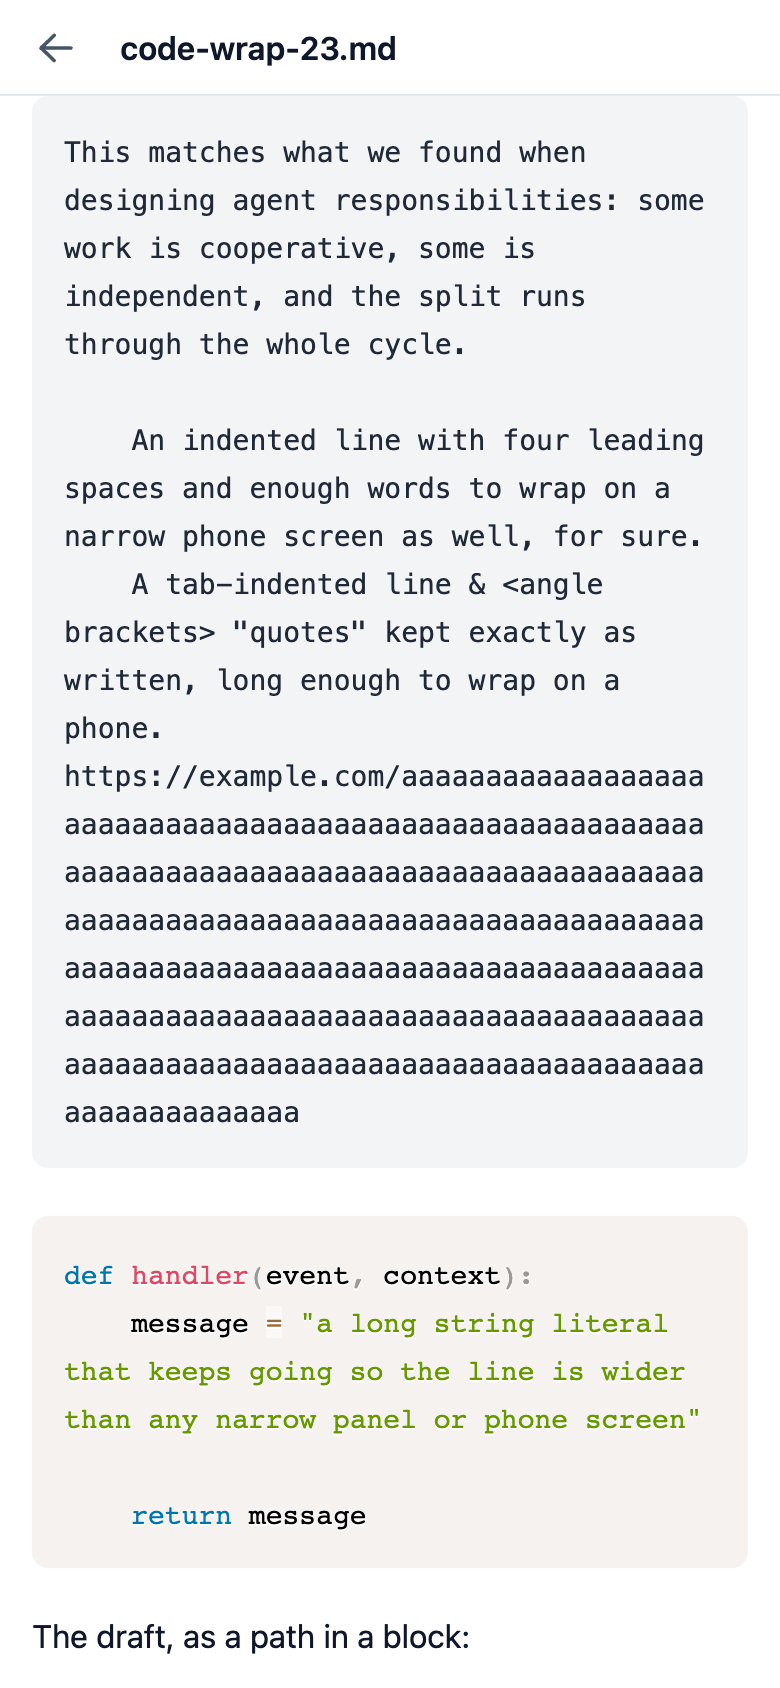 code-wrap-23.md
This matches what we found when
designing agent responsibilities: some
work is cooperative, some is
independent, and the split runs
through the whole cycle.

    An indented line with four leading
spaces and enough words to wrap on a
narrow phone screen as well, for sure.
    A tab-indented line & <angle
brackets> "quotes" kept exactly as
written, long enough to wrap on a
phone.
https://example.com/aaaaaaaaaaaaaaaaaa
aaaaaaaaaaaaaaaaaaaaaaaaaaaaaaaaaaaaaa
aaaaaaaaaaaaaaaaaaaaaaaaaaaaaaaaaaaaaa
aaaaaaaaaaaaaaaaaaaaaaaaaaaaaaaaaaaaaa
aaaaaaaaaaaaaaaaaaaaaaaaaaaaaaaaaaaaaa
aaaaaaaaaaaaaaaaaaaaaaaaaaaaaaaaaaaaaa
aaaaaaaaaaaaaaaaaaaaaaaaaaaaaaaaaaaaaa
aaaaaaaaaaaaaa

def handler(event, context):
    message = "a long string literal
that keeps going so the line is wider
than any narrow panel or phone screen"

    return message

The draft, as a path in a block: